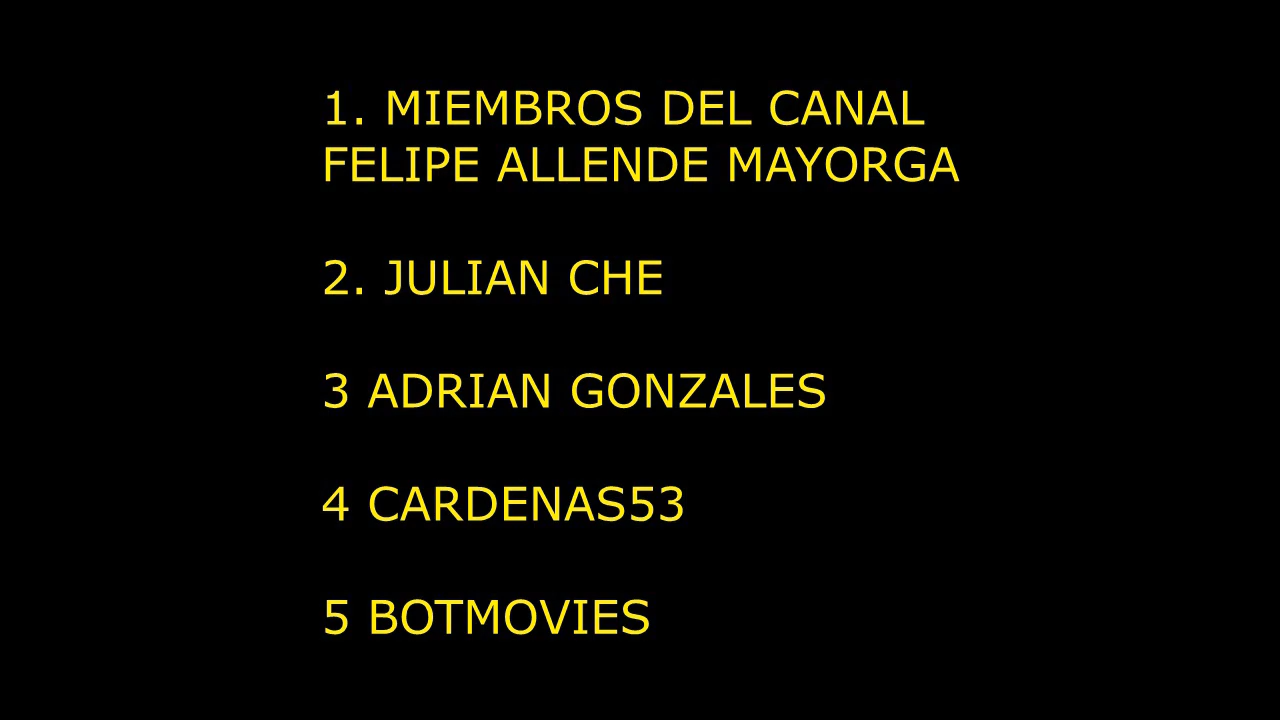 1. MIEMBROS DEL CANAL
FELIPE ALLENDE MAYORGA
2. JULIAN CHE
3 ADRIAN GONZALES
4 CARDENAS53
5 BOTMOVIES